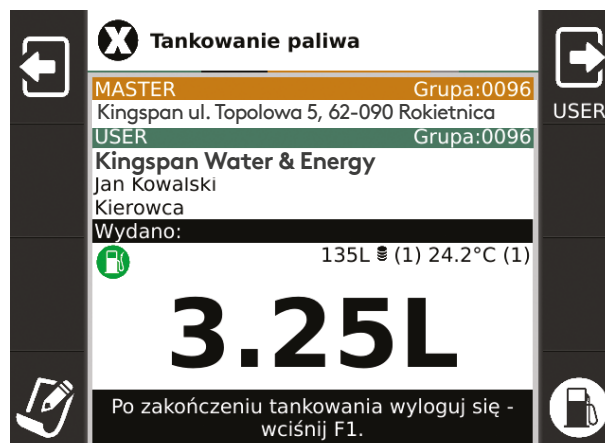 Tankowanie paliwa
MASTER Grupa:0096
Kingspan ul. Topolowa 5, 62-090 Rokietnica
USER
USER Grupa:0096
Kingspan Water & Energy
Jan Kowalski
Kierowca
Wydano:
135L (1) 24.2°C (1)
3.25L
Po zakończeniu tankowania wyloguj się -
wciśnij F1.